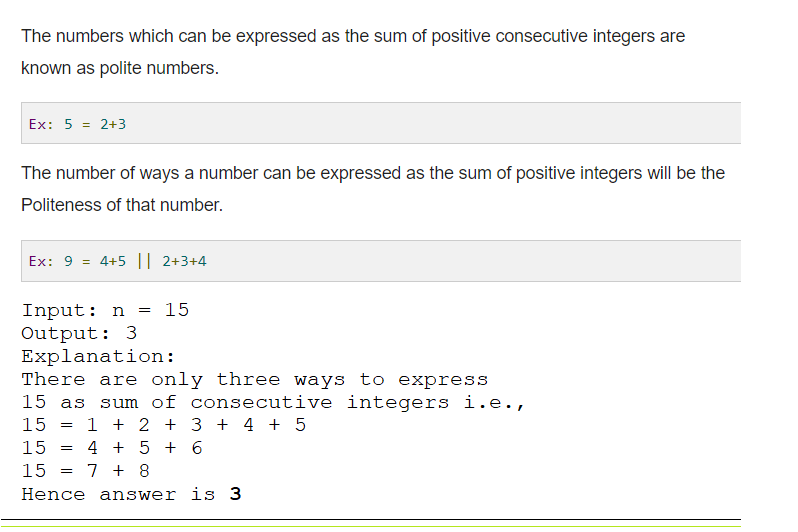 The numbers which can be expressed as the sum of positive consecutive integers are
known as polite numbers.
Ex: 5 = 2+3
The number of ways a number can be expressed as the sum of positive integers will be the
Politeness of that number.
Ex: 9 = 4+5 || 2+3+4
Input: n = 15
Output: 3
Explanation:
There are only three ways to express
15 as sum of consecutive integers i.e.,
15 = 1 + 2 + 3 + 4 + 5
15 = 4 + 5 + 6
15 = 7 + 8
Hence answer is 3